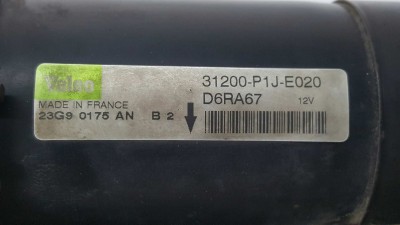 Valeo
31200-P1J-E020
D6RA67 12V
MADE IN FRANCE
23G9 0175 AN B 2